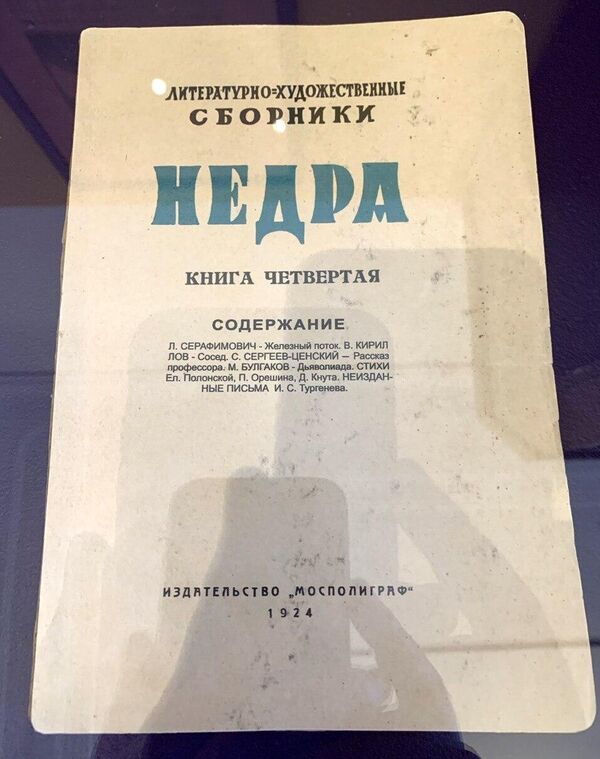 ЛИТЕРАТУРНО=ХУДОЖЕСТВЕННЫЕ
СБОРНИКИ
НЕДРА
КНИГА ЧЕТВЕРТАЯ
СОДЕРЖАНИЕ.
Л. СЕРАФИМОВИЧ - Железный поток. В. КИРИЛ
ЛОВ - Сосед. С. СЕРГЕЕВ-ЦЕНСКИЙ — Рассказ
профессора. М. БУЛГАКОВ - Дьяволиада. СТИХИ
Ел. Полонской, П. Орешина, Д. Кнута. НЕИЗДАН-
НЫЕ ПИСЬМА И. С. Тургенева.
ИЗДАТЕЛЬСТВО „МОСПОЛИГРАФ“
1924